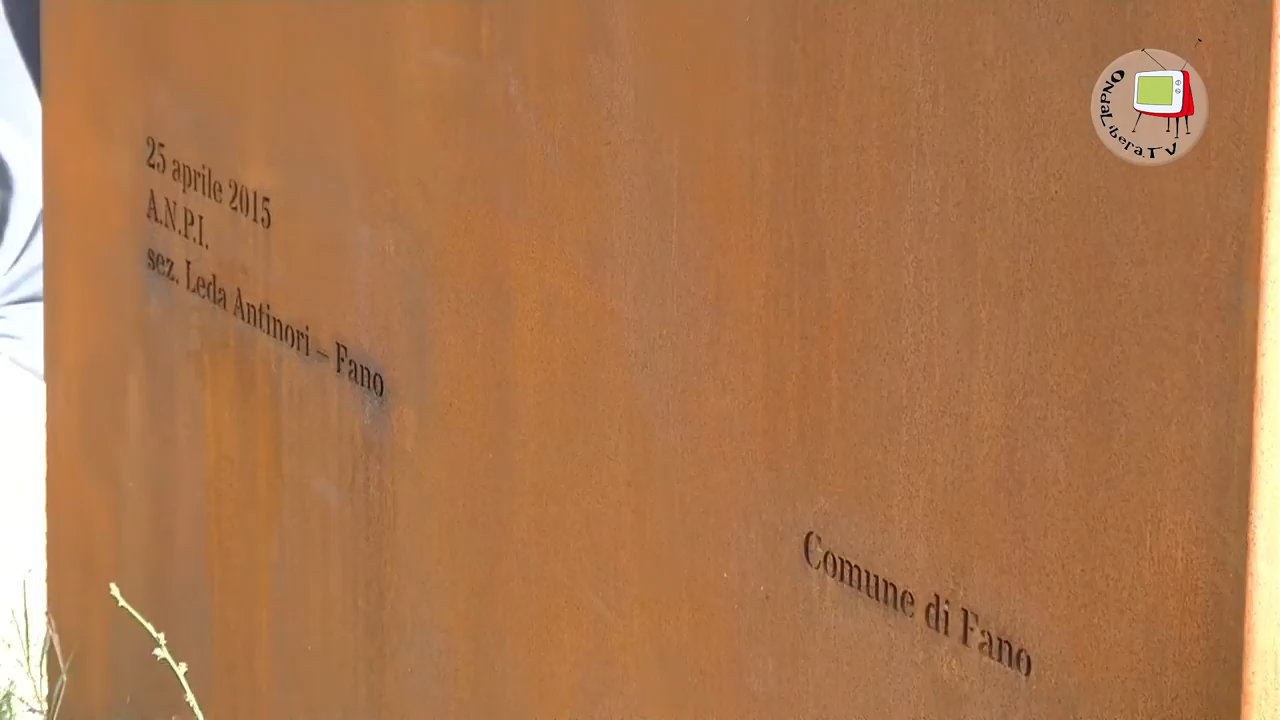 25 aprile 2015
A.N.P.I.
sez. Leda Antinori – Fano
Comune di Fano
OndaLibera.TV